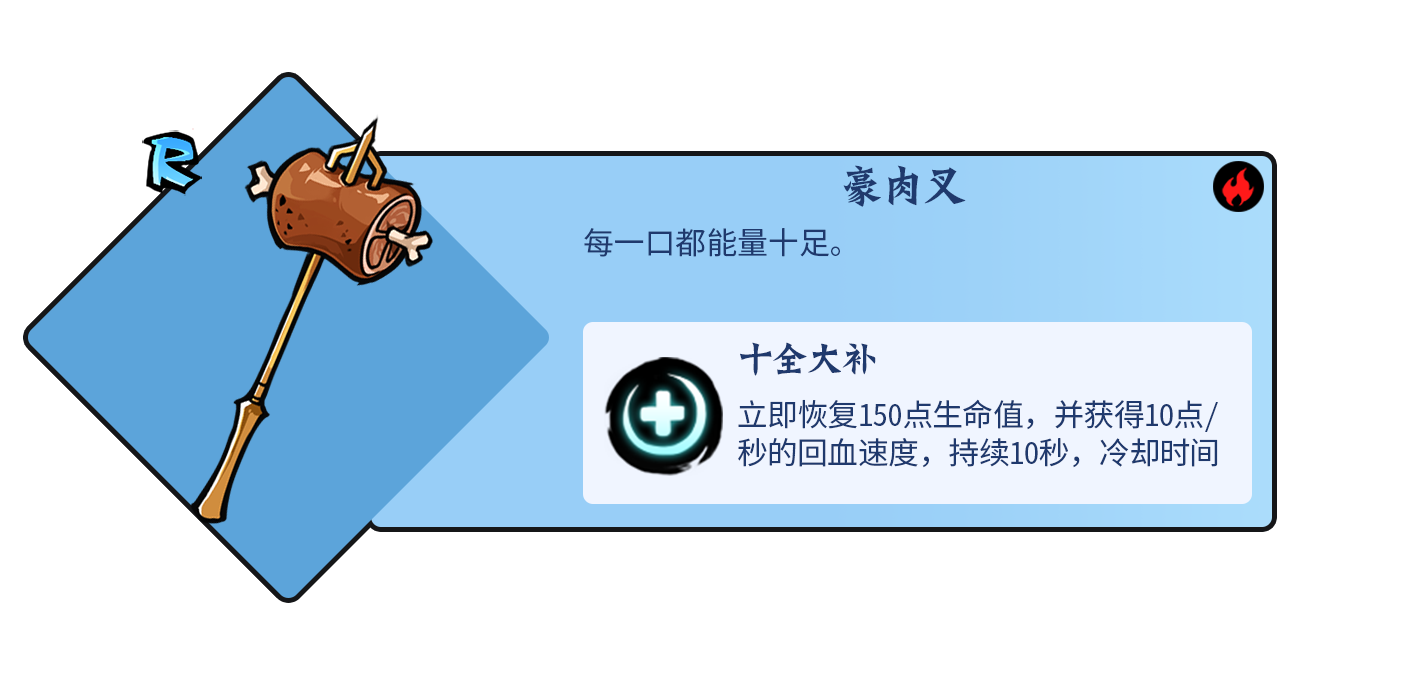 R
豪肉叉
每一口都能量十足。
十全大补
立即恢复150点生命值，并获得10点/
秒的回血速度，持续10秒，冷却时间